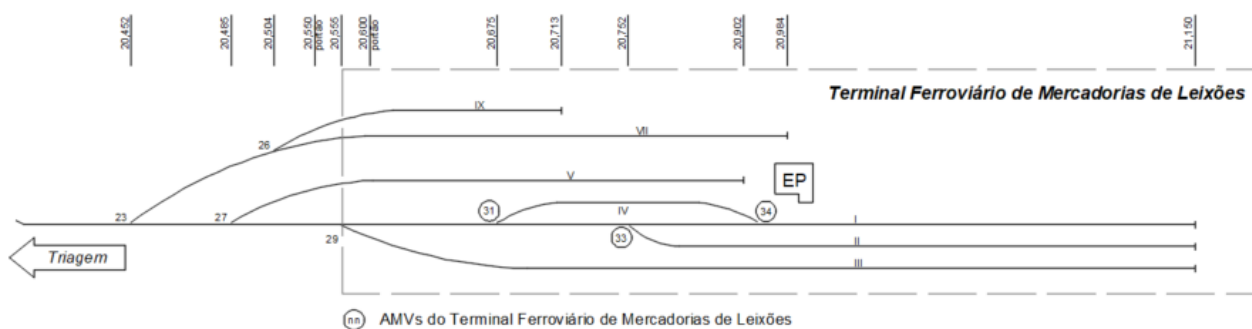 20,452
20,485
20,504
20,550
portão
20,555
20,600
portão
20,675
20,713
20,752
20,902
20,984
21,150
Terminal Ferroviário de Mercadorias de Leixões
IX
26
VII
V
EP
23
27
31
IV
34
I
29
33
II
III
Triagem
nn AMVs do Terminal Ferroviário de Mercadorias de Leixões